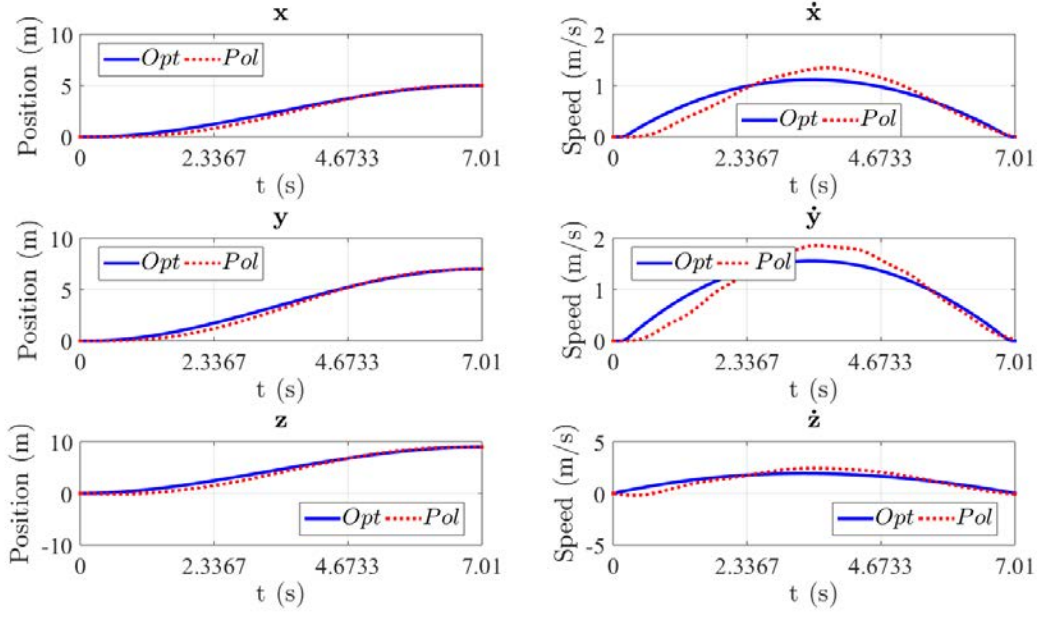 x
Position (m)
10
5
0
Opt Pol
0 2.3367 4.6733 7.01
t (s)
ẋ
Speed (m/s)
2
1
0
Opt Pol
0 2.3367 4.6733 7.01
t (s)
y
Position (m)
10
5
0
Opt Pol
0 2.3367 4.6733 7.01
t (s)
ẏ
Speed (m/s)
2
1
0
Opt Pol
0 2.3367 4.6733 7.01
t (s)
z
Position (m)
10
0
-10
Opt Pol
0 2.3367 4.6733 7.01
t (s)
ż
Speed (m/s)
5
0
-5
Opt Pol
0 2.3367 4.6733 7.01
t (s)